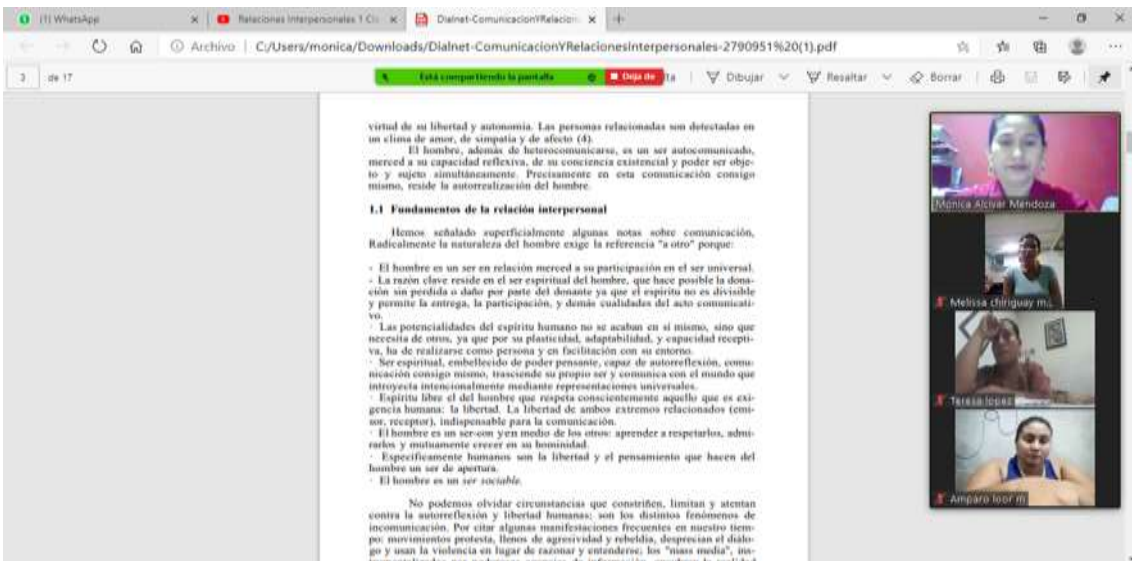 (1) WhatsApp
Relaciones Interpersonales 1 Cic
Dialnet-ComunicacionYRelacion
Archivo C:/Users/monica/Downloads/Dialnet-ComunicacionYRelacionesInterpersonales-2790951%20(1).pdf
3 de 17
Está compartiendo la pantalla
Deja de
Dibujar
Resaltar
Borrar
virtud de su libertad y autonomía. Las personas relacionadas son detectadas en
un clima de amor, de simpatía y de afecto (4).
El hombre, además de heterocomunicarse, es un ser autocomunicado,
merced a su capacidad reflexiva, de su conciencia existencial y poder ser obje-
to y sujeto simultáneamente. Precisamente en esta comunicación consigo
mismo, reside la autorrealización del hombre.
1.1 Fundamentos de la relación interpersonal
Hemos señalado superficialmente algunas notas sobre comunicación,
Radicalmente la naturaleza del hombre exige la referencia "a otro" porque:
- El hombre es un ser en relación merced a su participación en el ser universal.
- La razón clave reside en el ser espiritual del hombre, que hace posible la dona-
ción sin perdida o daño por parte del donante ya que el espíritu no es divisible
y permite la entrega, la participación, y demás cualidades del acto comunicati-
vo.
· Las potencialidades del espíritu humano no se acaban en sí mismo, sino que
necesita de otros, ya que por su plasticidad, adaptabilidad, y capacidad recepti-
va, ha de realizarse como persona y en facilitación con su entorno.
· Ser espiritual, embellecido de poder pensante, capaz de autorreflexión, comu-
nicación consigo mismo, trasciende su propio ser y comunica con el mundo que
introyecta intencionalmente mediante representaciones universales.
· Espíritu libre el del hombre que respeta conscientemente aquello que es exi-
gencia humana: la libertad. La libertad de ambos extremos relacionados (emi-
sor, receptor), indispensable para la comunicación.
· El hombre es un ser-con y en medio de los otros: aprender a respetarlos, admi-
rarlos y mutuamente crecer en su hominidad.
· Específicamente humanos son la libertad y el pensamiento que hacen del
hombre un ser de apertura.
· El hombre es un ser sociable.
No podemos olvidar circunstancias que constriñen, limitan y atentan
contra la autorreflexión y libertad humanas; son los distintos fenómenos de
incomunicación. Por citar algunas manifestaciones frecuentes en nuestro tiem-
po: movimientos protesta, llenos de agresividad y rebeldía, desprecian el diálo-
go y usan la violencia en lugar de razonar y entenderse; los "mass media", ins-
Monica Alcivar Mendoza
Melissa chiriguay m...
Teresa lopez
Amparo loor m